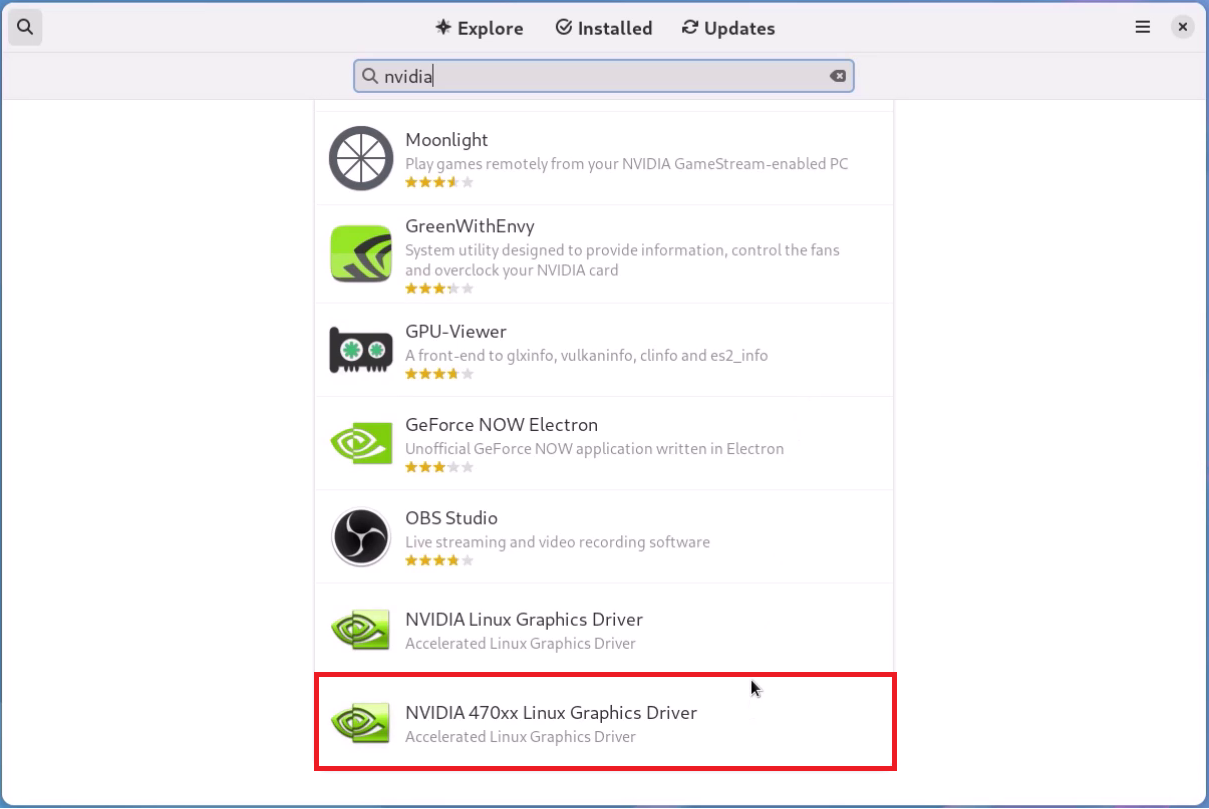 Explore
Installed
Updates
nvidia
Moonlight
Play games remotely from your NVIDIA GameStream-enabled PC
GreenWithEnvy
System utility designed to provide information, control the fans
and overclock your NVIDIA card
GPU-Viewer
A front-end to glxinfo, vulkaninfo, clinfo and es2_info
GeForce NOW Electron
Unofficial GeForce NOW application written in Electron
OBS Studio
Live streaming and video recording software
NVIDIA Linux Graphics Driver
Accelerated Linux Graphics Driver
NVIDIA 470xx Linux Graphics Driver
Accelerated Linux Graphics Driver